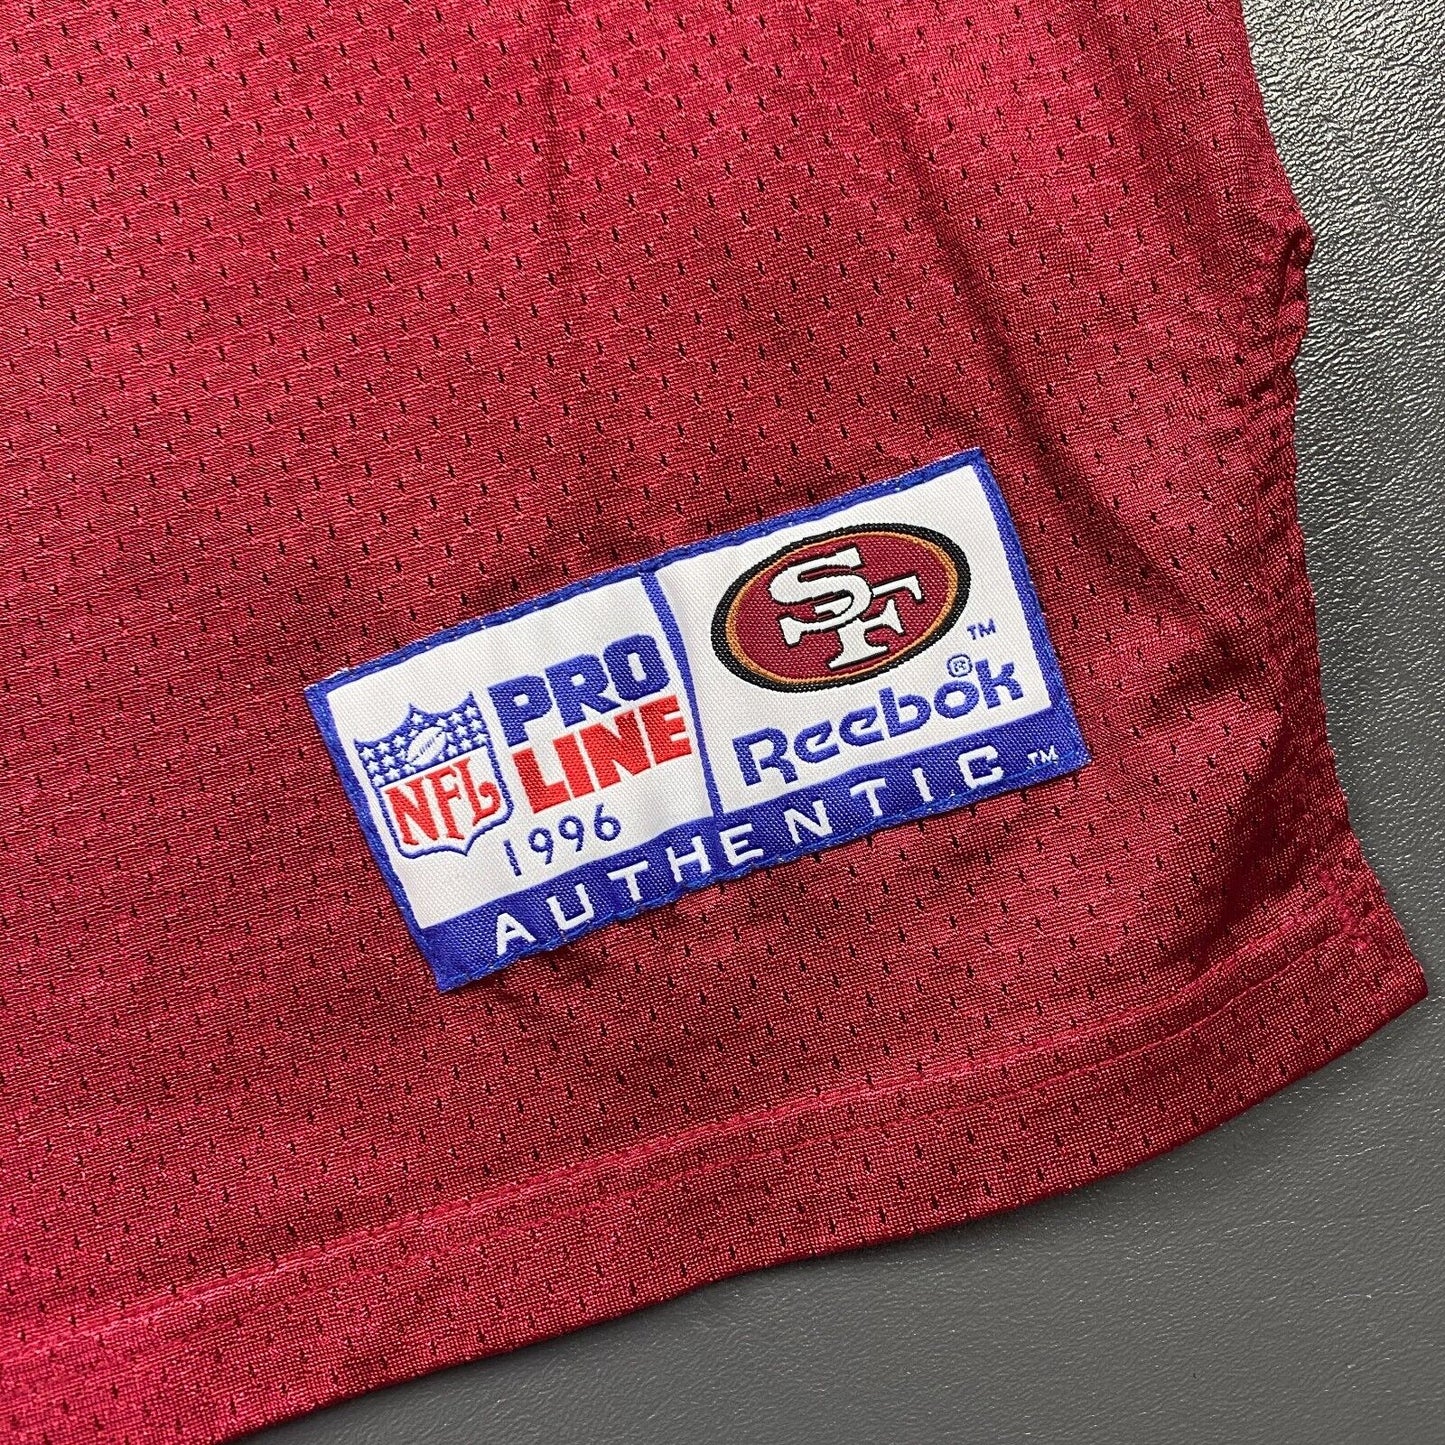 NFL
PRO
LINE
1996
SF
TM
Reebok®
AUTHENTIC TM